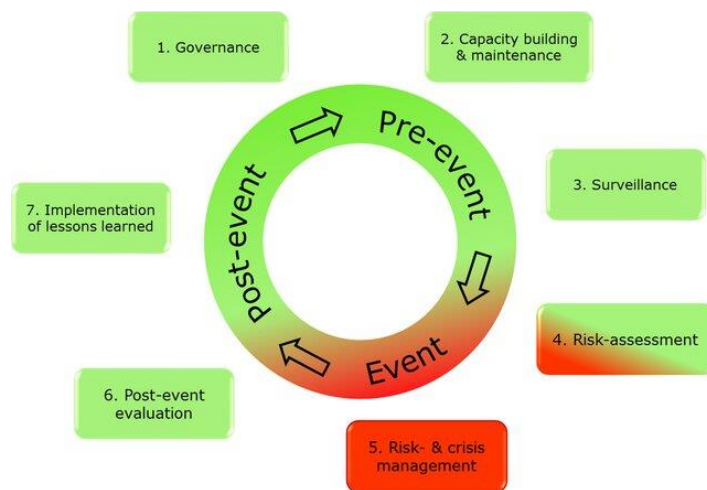 1. Governance
2. Capacity building
& maintenance
Pre-event
3. Surveillance
4. Risk-assessment
Event
5. Risk- & crisis
management
6. Post-event
evaluation
Post-event
7. Implementation
of lessons learned